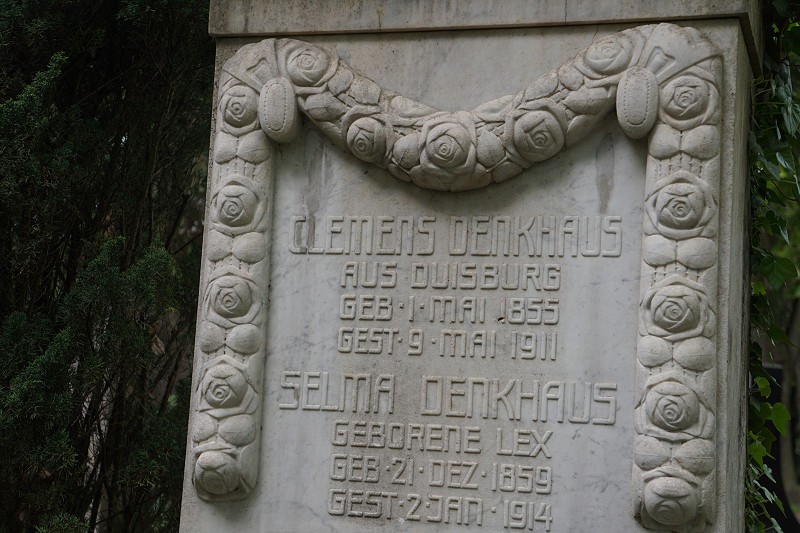 CLEMENS DENKHAUS
AUS DUISBURG
GEB · 1 · MAI 1855
GEST · 9 · MAI 1911
SELMA DENKHAUS
GEBORENE LEX
GEB · 21 · DEZ · 1859
GEST · 2 · JAN · 1914